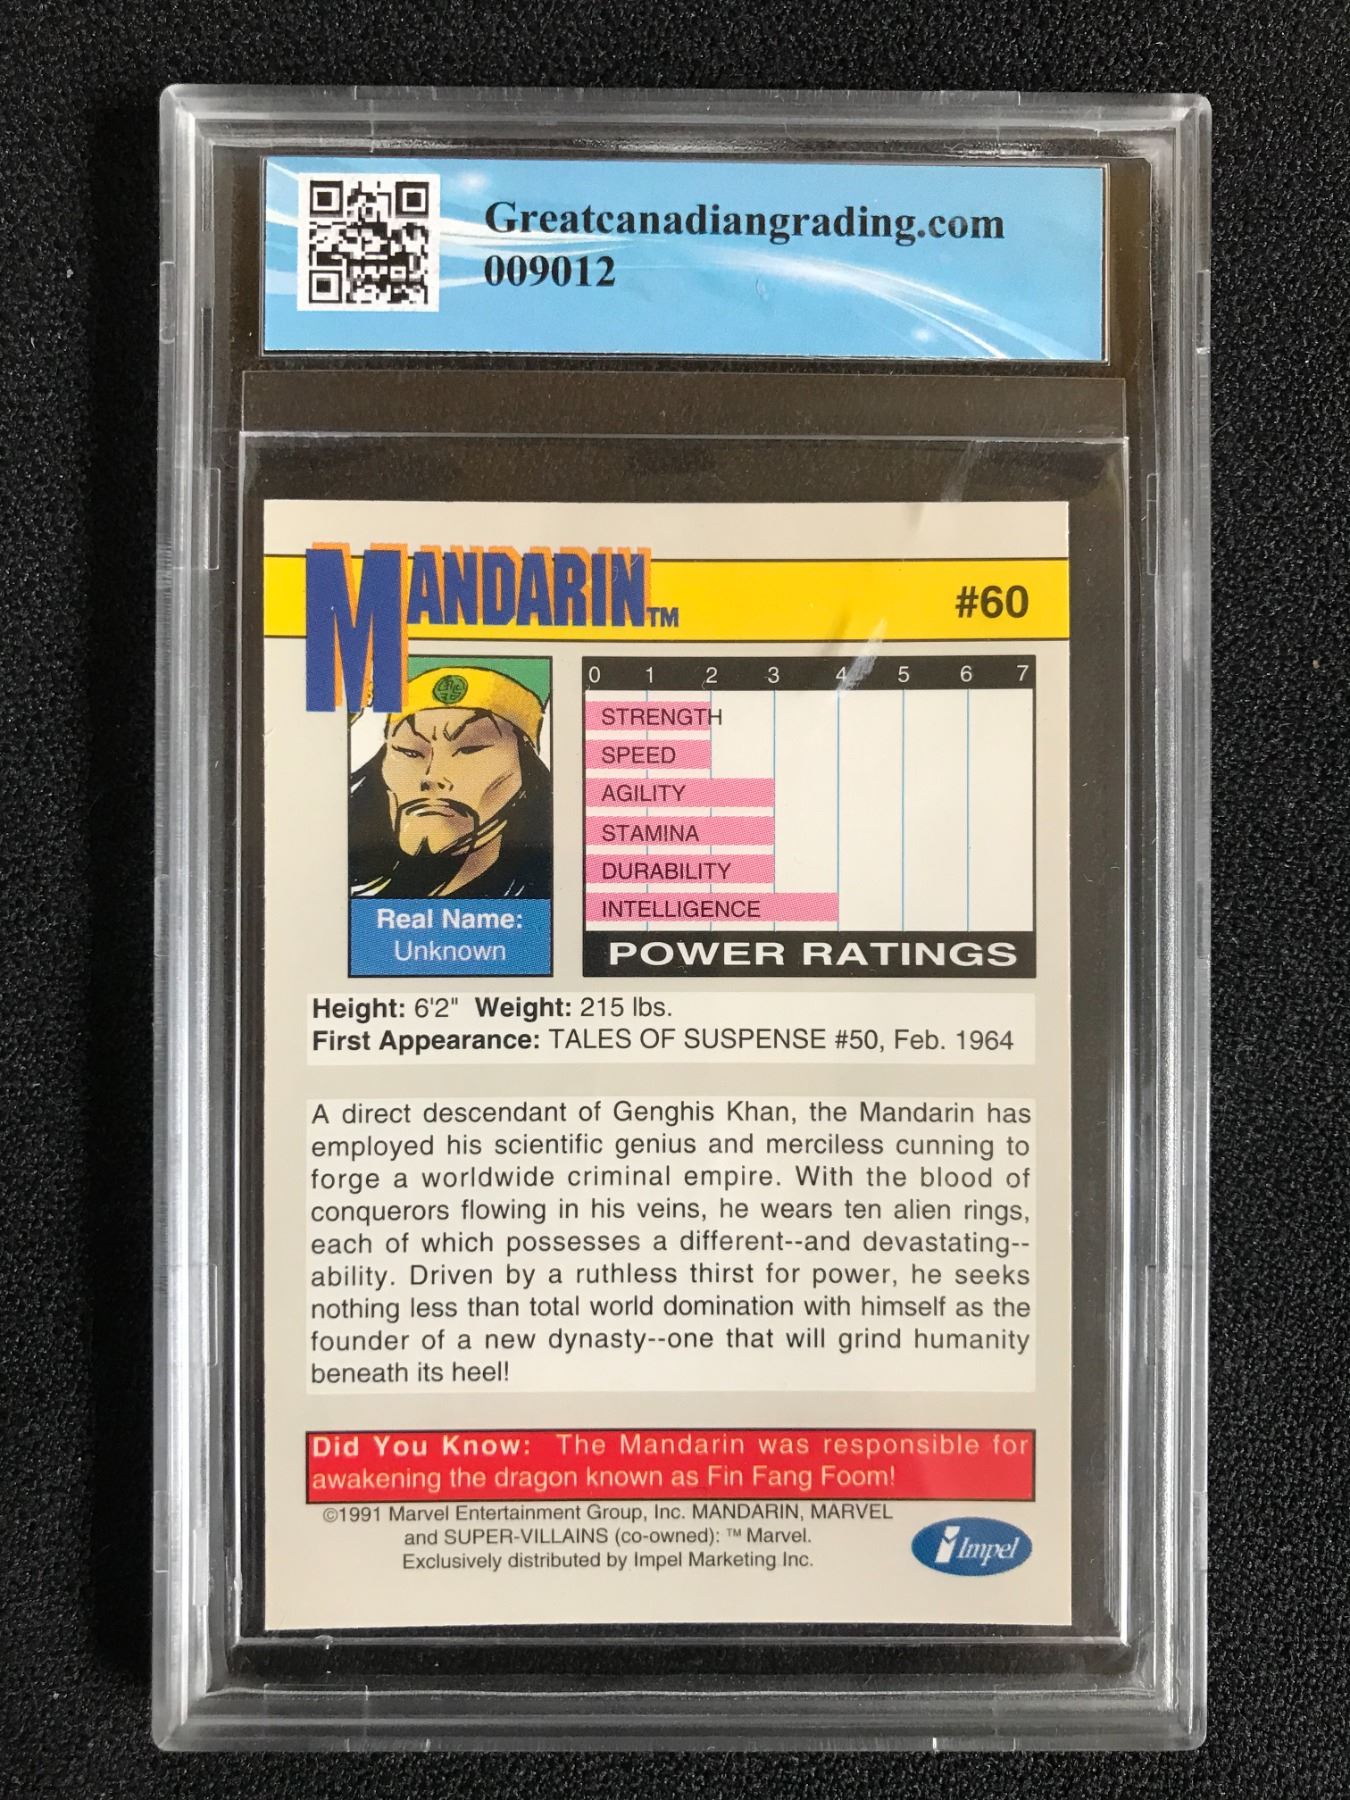 Greatcanadiangrading.com
009012
MANDARIN™
#60
0 1 2 3 4 5 6 7
STRENGTH
SPEED
AGILITY
STAMINA
DURABILITY
INTELLIGENCE
POWER RATINGS
Real Name:
Unknown
Height: 6'2" Weight: 215 lbs.
First Appearance: TALES OF SUSPENSE #50, Feb. 1964
A direct descendant of Genghis Khan, the Mandarin has
employed his scientific genius and merciless cunning to
forge a worldwide criminal empire. With the blood of
conquerors flowing in his veins, he wears ten alien rings,
each of which possesses a different--and devastating--
ability. Driven by a ruthless thirst for power, he seeks
nothing less than total world domination with himself as the
founder of a new dynasty--one that will grind humanity
beneath its heel!
Did You Know: The Mandarin was responsible for
awakening the dragon known as Fin Fang Foom!
©1991 Marvel Entertainment Group, Inc. MANDARIN, MARVEL
and SUPER-VILLAINS (co-owned): ™ Marvel.
Exclusively distributed by Impel Marketing Inc.
Impel